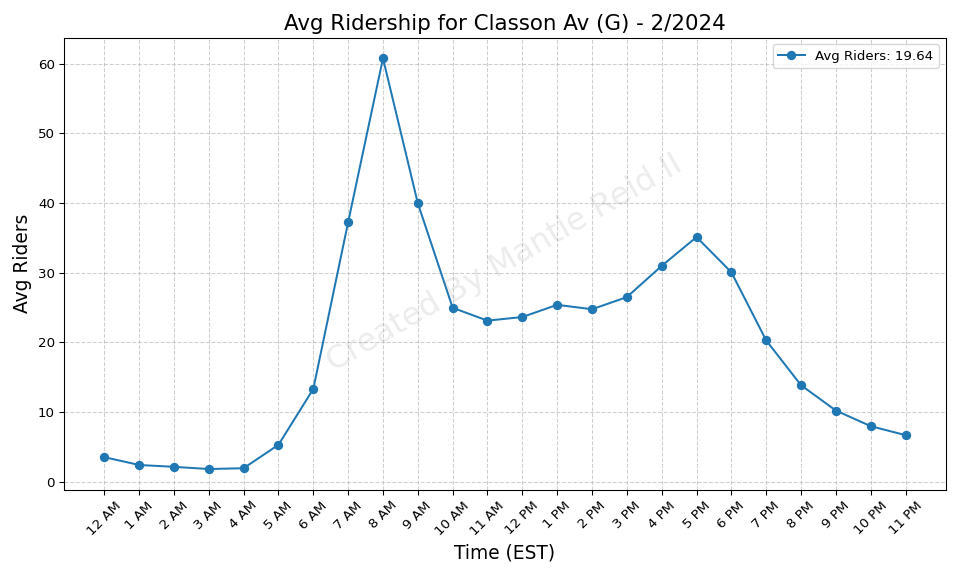 Avg Ridership for Classon Av (G) - 2/2024
Avg Riders: 19.64
Avg Riders
60
50
40
30
20
10
0
Created By Mantie Reid II
12 AM
1 AM
2 AM
3 AM
4 AM
5 AM
6 AM
7 AM
8 AM
9 AM
10 AM
11 AM
12 PM
1 PM
2 PM
3 PM
4 PM
5 PM
6 PM
7 PM
8 PM
9 PM
10 PM
11 PM
Time (EST)